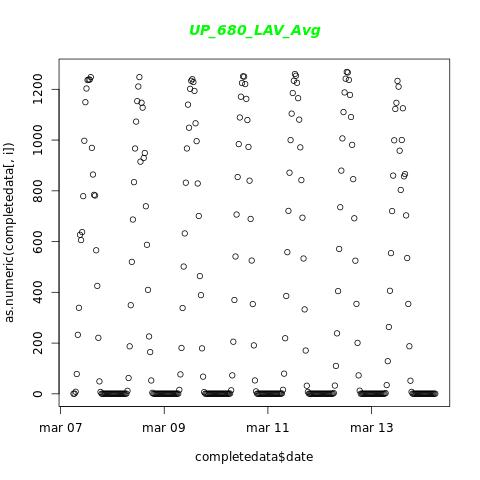 UP_680_LAV_Avg
as.numeric(completedata[, i])
1200
1000
800
600
400
200
0
mar 07
mar 09
mar 11
mar 13
completedata$date